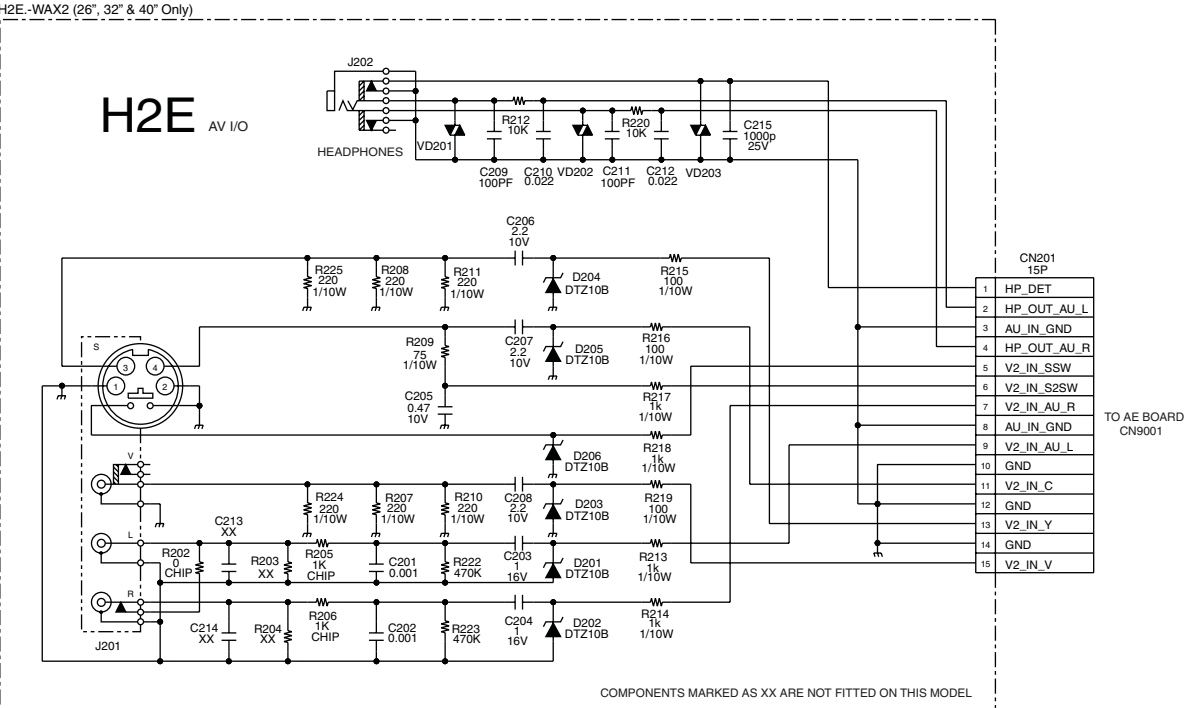 H2E.-WAX2 (26", 32" & 40" Only)
H2E AV I/O
J202
HEADPHONES
VD201
R212
10K
C209
100PF
C210
0.022
VD202
R220
10K
C211
100PF
C212
0.022
VD203
C215
1000p
25V
C206
2.2
10V
R225
220
1/10W
R208
220
1/10W
R211
220
1/10W
D204
DTZ10B
R215
100
1/10W
S
3
4
1
2
R209
75
1/10W
C207
2.2
10V
D205
DTZ10B
R216
100
1/10W
C205
0.47
10V
R217
1k
1/10W
D206
DTZ10B
R218
1k
1/10W
V
R224
220
1/10W
R207
220
1/10W
R210
220
1/10W
C208
2.2
10V
D203
DTZ10B
R219
100
1/10W
L
R202
0
CHIP
C213
XX
R203
XX
R205
1K
CHIP
C201
0.001
R222
470K
C203
1
16V
D201
DTZ10B
R213
1k
1/10W
R
C214
XX
R204
XX
R206
1K
CHIP
C202
0.001
R223
470K
C204
1
16V
D202
DTZ10B
R214
1k
1/10W
J201
CN201
15P
1 HP_DET
2 HP_OUT_AU_L
3 AU_IN_GND
4 HP_OUT_AU_R
5 V2_IN_SSW
6 V2_IN_S2SW
7 V2_IN_AU_R
8 AU_IN_GND
9 V2_IN_AU_L
10 GND
11 V2_IN_C
12 GND
13 V2_IN_Y
14 GND
15 V2_IN_V
TO AE BOARD
CN9001
COMPONENTS MARKED AS XX ARE NOT FITTED ON THIS MODEL